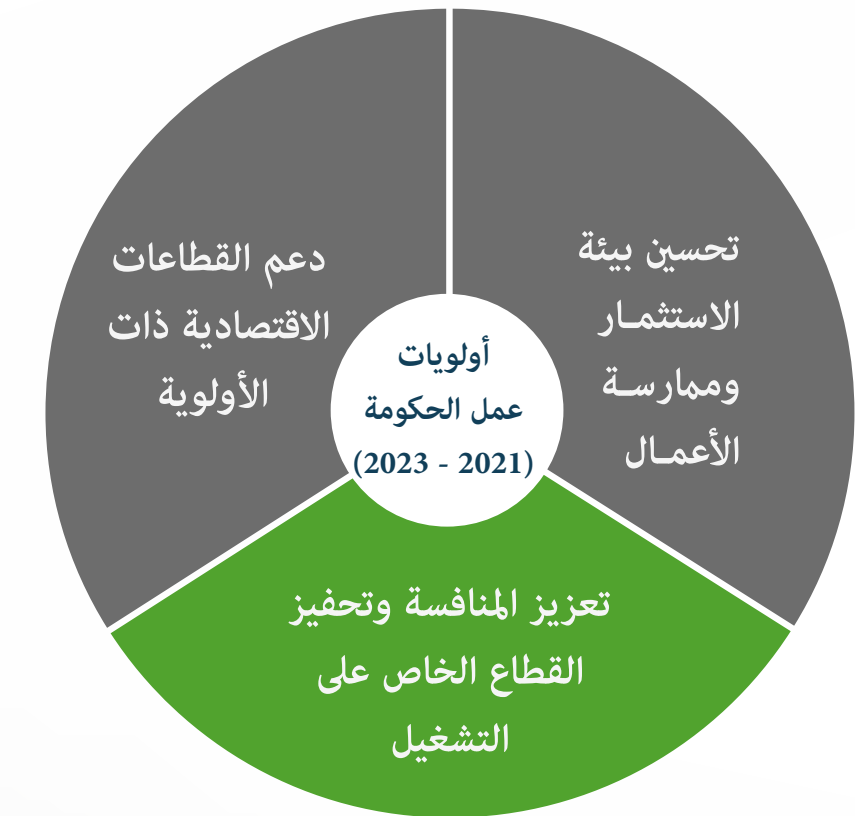 أولويات
عمل الحكومة
(2021 - 2023)
تحسين بيئة
الاستثمـار
وممارسـة
الأعمـال
دعم القطاعات
الاقتصادية ذات
الأولوية
تعزيز المنافسة وتحفيز
القطاع الخاص على
التشغيل